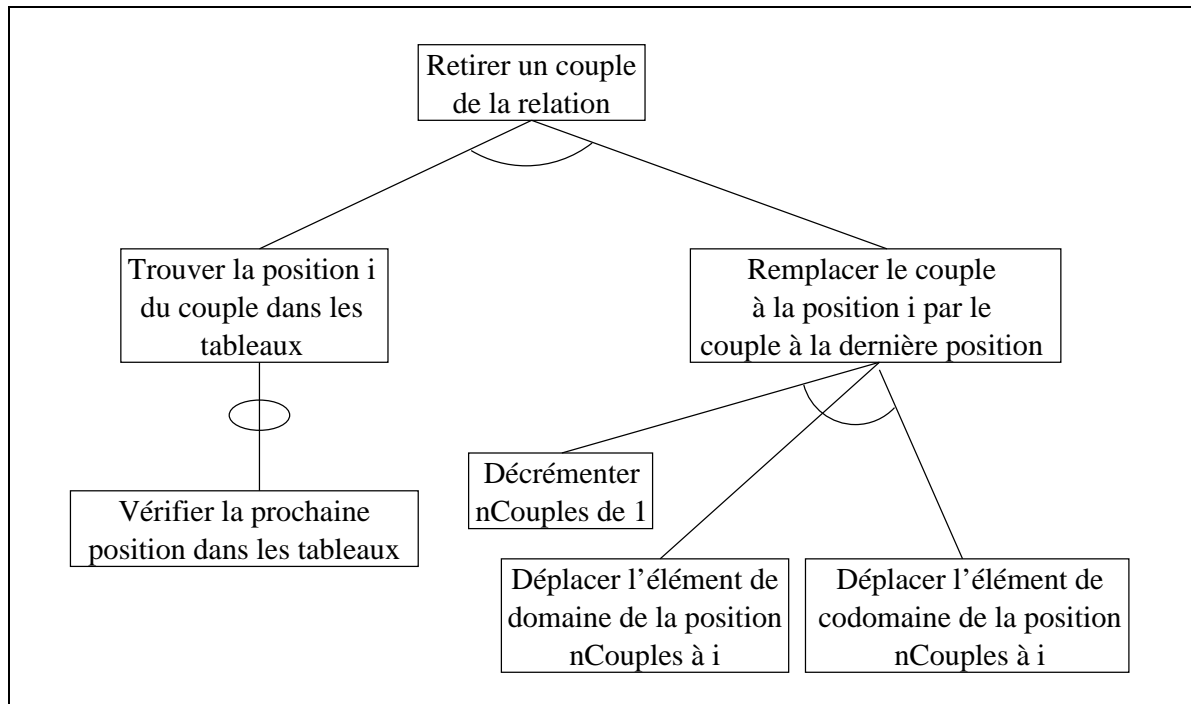 Retirer un couple
de la relation
Trouver la position i
du couple dans les
tableaux
Remplacer le couple
à la position i par le
couple à la dernière position
Vérifier la prochaine
position dans les tableaux
Décrémenter
nCouples de 1
Déplacer l’élément de
domaine de la position
nCouples à i
Déplacer l’élément de
codomaine de la position
nCouples à i